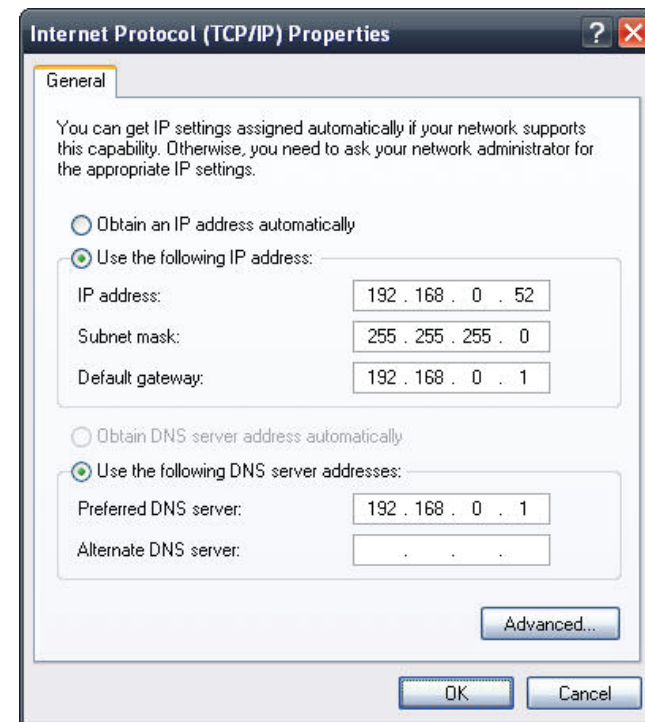 Internet Protocol (TCP/IP) Properties
General
You can get IP settings assigned automatically if your network supports
this capability. Otherwise, you need to ask your network administrator for
the appropriate IP settings.
Obtain an IP address automatically
Use the following IP address:
IP address: 192 . 168 . 0 . 52
Subnet mask: 255 . 255 . 255 . 0
Default gateway: 192 . 168 . 0 . 1
Obtain DNS server address automatically
Use the following DNS server addresses:
Preferred DNS server: 192 . 168 . 0 . 1
Alternate DNS server: . . .
Advanced...
OK Cancel